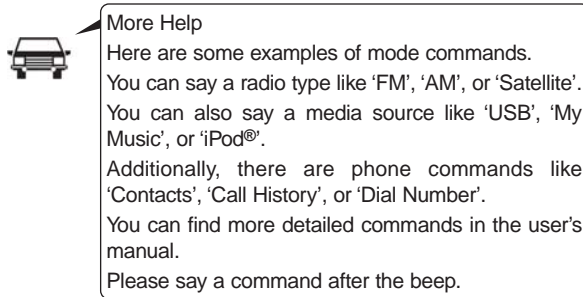 More Help
Here are some examples of mode commands.
You can say a radio type like ‘FM’, ‘AM’, or ‘Satellite’.
You can also say a media source like ‘USB’, ‘My
Music’, or ‘iPod®’.
Additionally, there are phone commands like
‘Contacts’, ‘Call History’, or ‘Dial Number’.
You can find more detailed commands in the user’s
manual.
Please say a command after the beep.